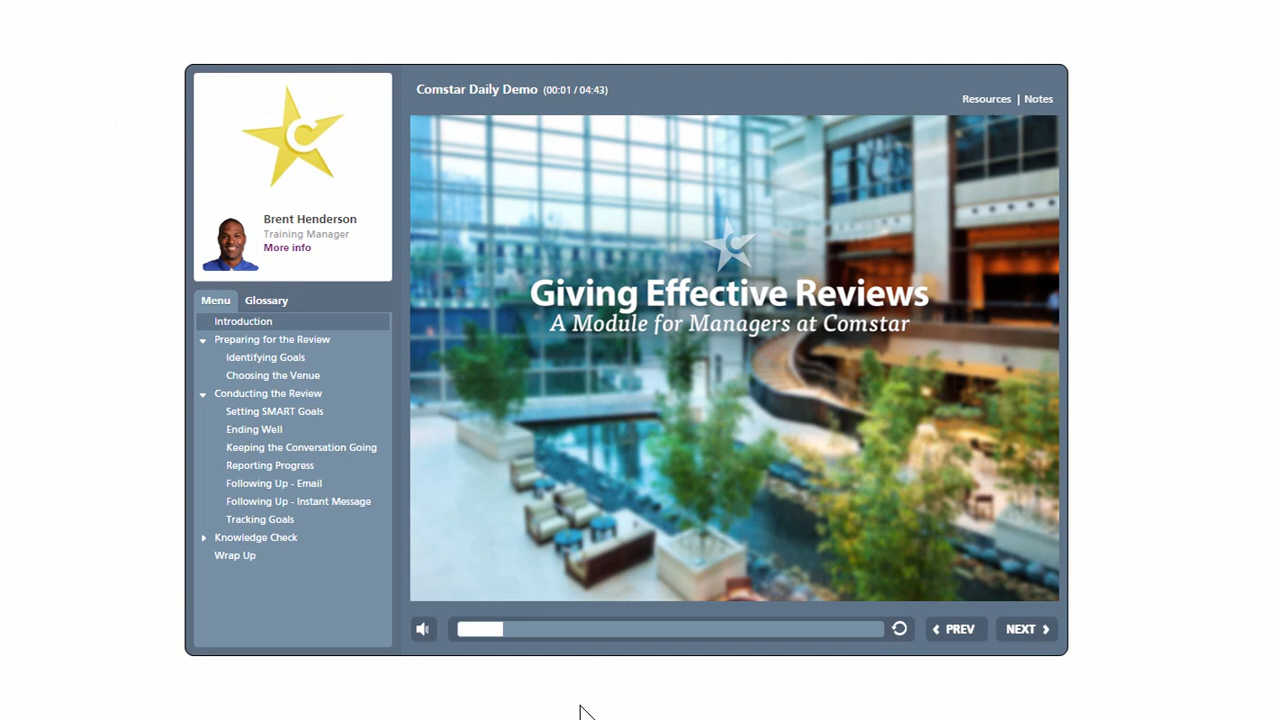 C
Brent Henderson
Training Manager
More info
Menu Glossary
Introduction
Preparing for the Review
Identifying Goals
Choosing the Venue
Conducting the Review
Setting SMART Goals
Ending Well
Keeping the Conversation Going
Reporting Progress
Following Up - Email
Following Up - Instant Message
Tracking Goals
Knowledge Check
Wrap Up
Comstar Daily Demo (00:01 / 04:43)
Resources | Notes
C
Giving Effective Reviews
A Module for Managers at Comstar
PREV NEXT